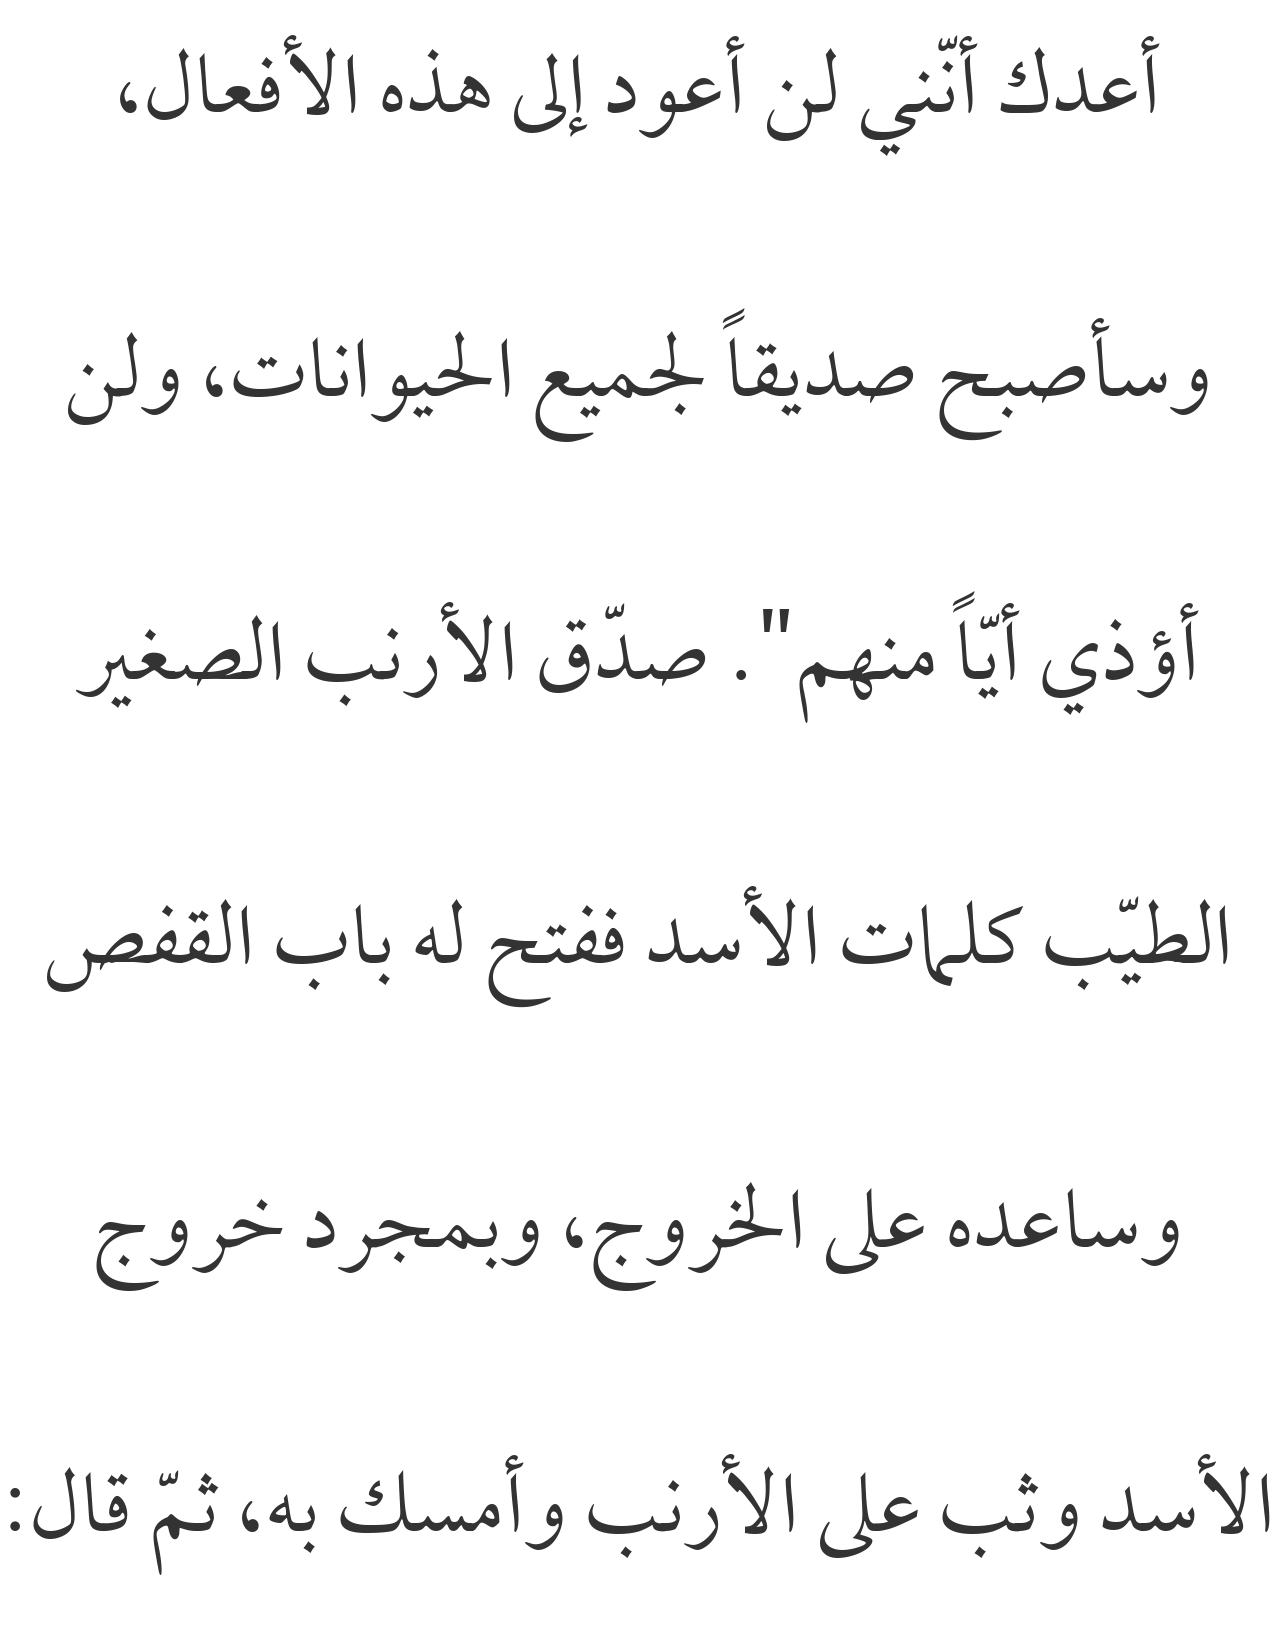 أعدك أنّني لن أعود إلى هذه الأفعال،
وسأصبح صديقاً لجميع الحيوانات، ولن
أؤذي أيّاً منهم". صدّق الأرنب الصغير
الطيّب كلمات الأسد ففتح له باب القفص
وساعده على الخروج، وبمجرد خروج
الأسد وثب على الأرنب وأمسك به، ثمّ قال: